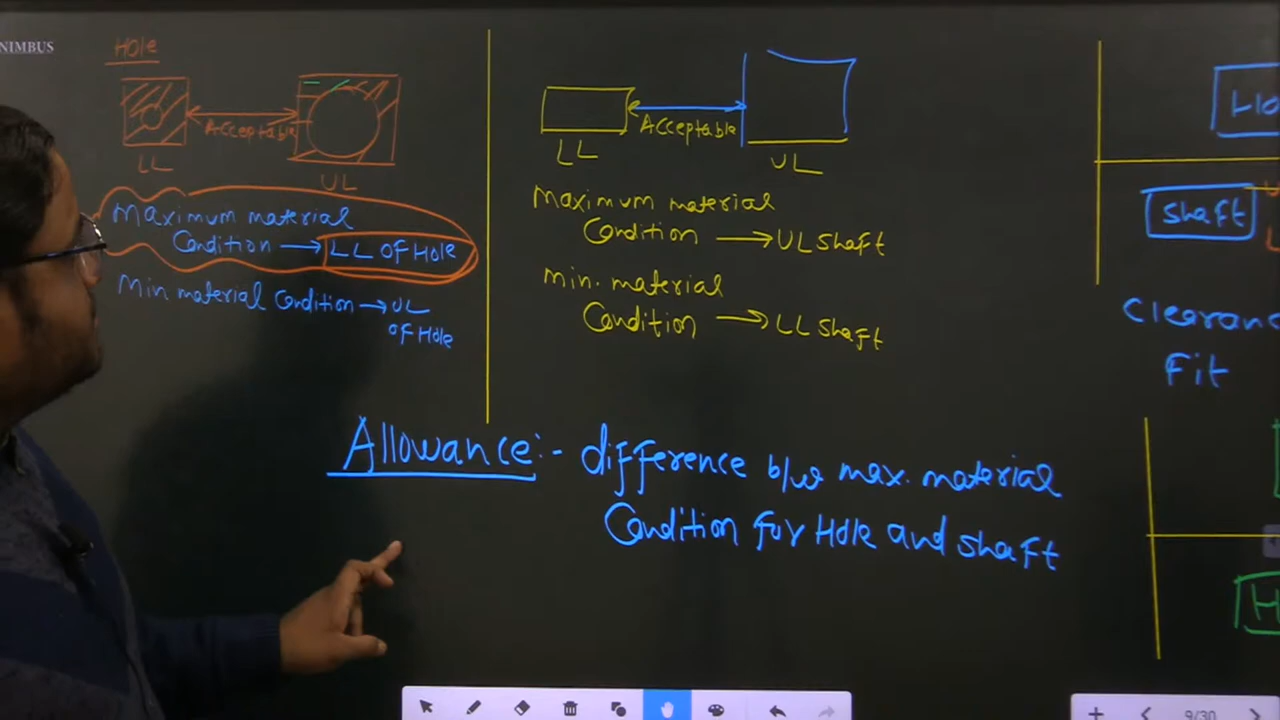 NIMBUS
Hole
Acceptable
LL
UL
Maximum material
Condition → LL OF Hole
Min material Condition → UL
of Hole
Acceptable
LL
UL
Maximum material
Condition → UL shaft
Min. material
Condition → LL shaft
Allowance :- difference b/w max. material
Condition for Hole and shaft
shaft
Clearanc
Fit
H
9/30